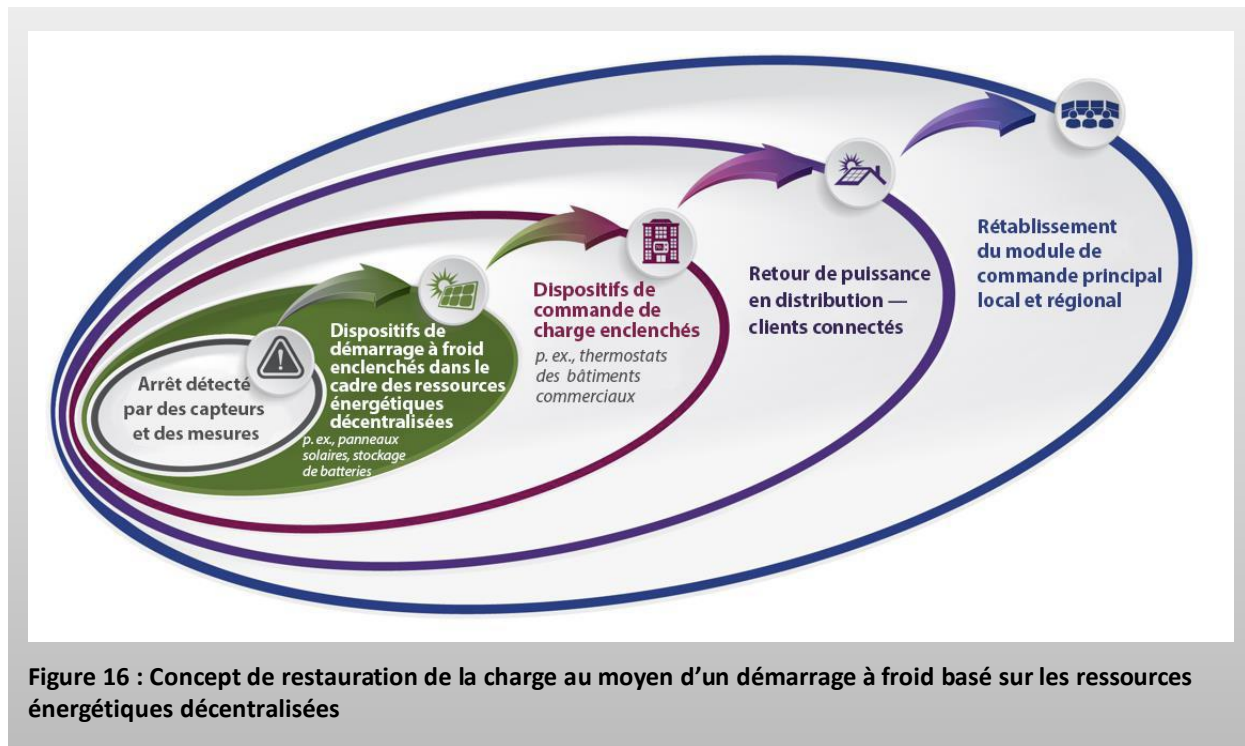 Arrêt détecté
par des capteurs
et des mesures
Dispositifs de
démarrage à froid
enclenchés dans le
cadre des ressources
énergétiques
décentralisées
p. ex., panneaux
solaires, stockage
de batteries
Dispositifs de
commande de
charge enclenchés
p. ex., thermostats
des bâtiments
commerciaux
Retour de puissance
en distribution —
clients connectés
Rétablissement
du module de
commande principal
local et régional
Figure 16 : Concept de restauration de la charge au moyen d’un démarrage à froid basé sur les ressources
énergétiques décentralisées